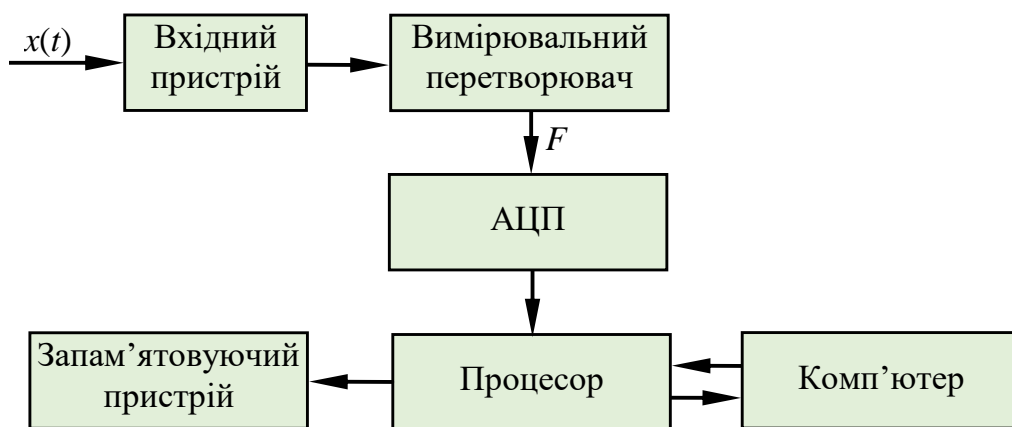 x(t)
Вхідний
пристрій
Вимірювальний
перетворювач
F
АЦП
Запам’ятовуючий
пристрій
Процесор
Комп’ютер